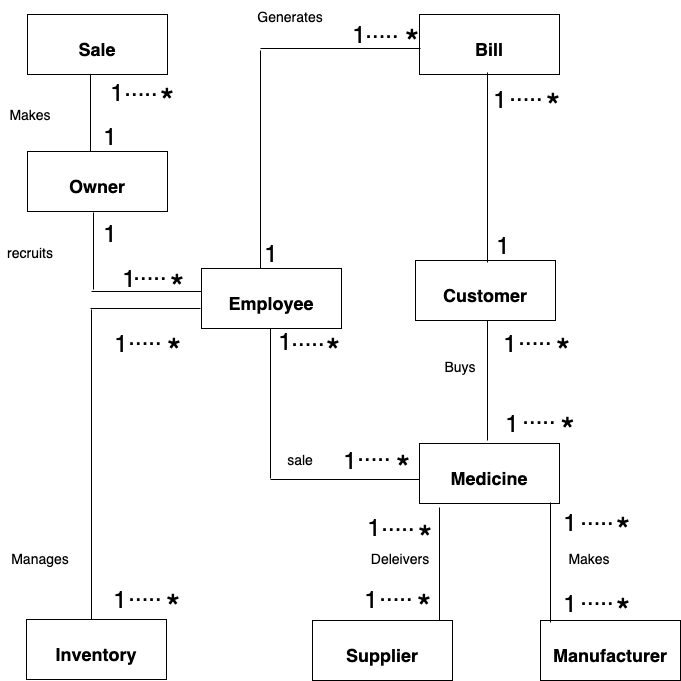 Generates
1····· *
Sale
Bill
1····· *
1····· *
Makes
1
Owner
1
recruits
1
1
1····· *
Employee
Customer
1····· *
1····· *
1····· *
Buys
1····· *
sale
1····· *
Medicine
1····· *
1····· *
Manages
Deleivers
Makes
1····· *
1····· *
1····· *
Inventory
Supplier
Manufacturer